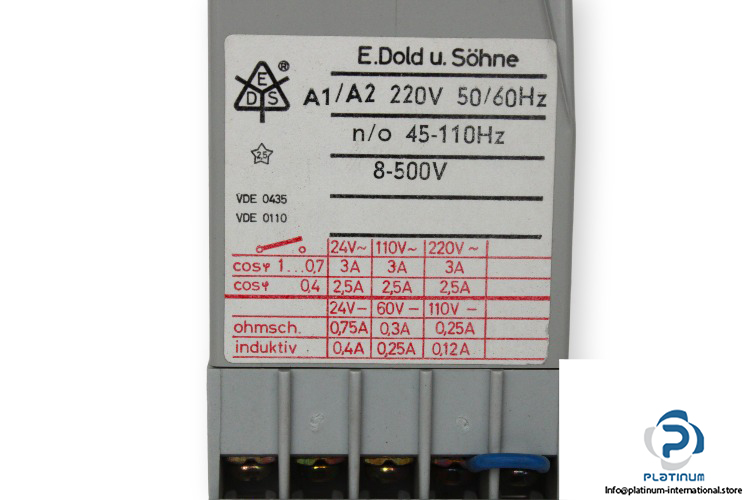 E.Dold u. Söhne
E
D S
®
A1/A2 220V 50/60Hz
n/o 45-110Hz
25
8-500V
VDE 0435
VDE 0110
24V~ 110V~ 220V~
cosφ 1...0,7 3A 3A 3A
cosφ 0,4 2,5A 2,5A 2,5A
24V- 60V- 110V-
ohmsch. 0,75A 0,3A 0,25A
induktiv 0,4A 0,25A 0,12A
PLATINUM
Info@platinum-international.store